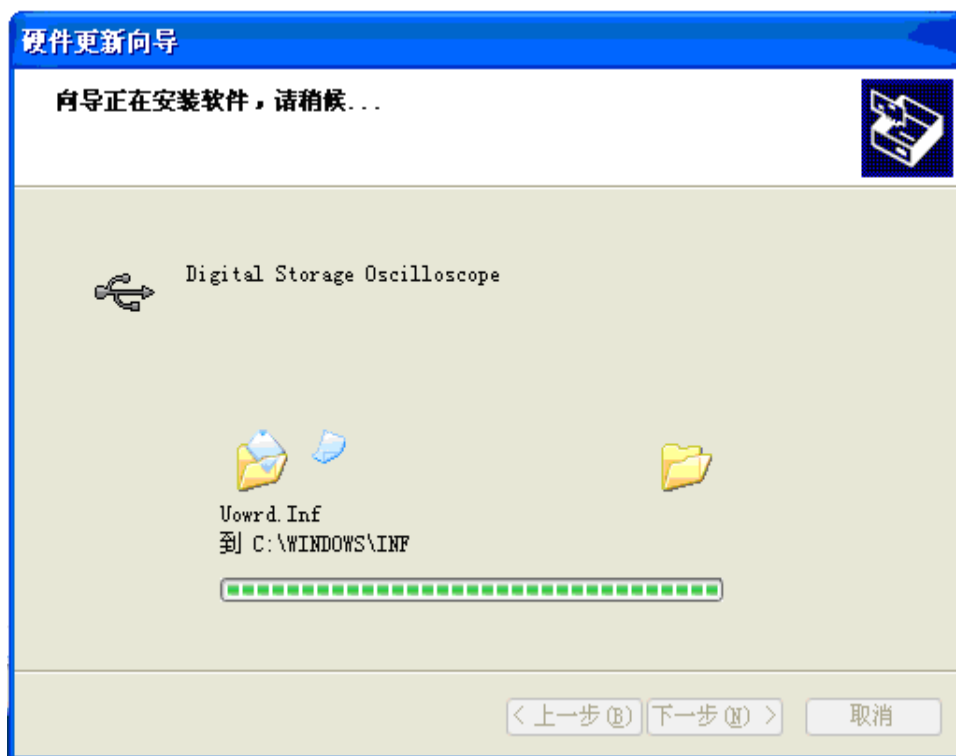 硬件更新向导
向导正在安装软件，请稍候...
Digital Storage Oscilloscope
Uowrd.Inf
到 C:\WINDOWS\INF
< 上一步(B)
下一步(N) >
取消